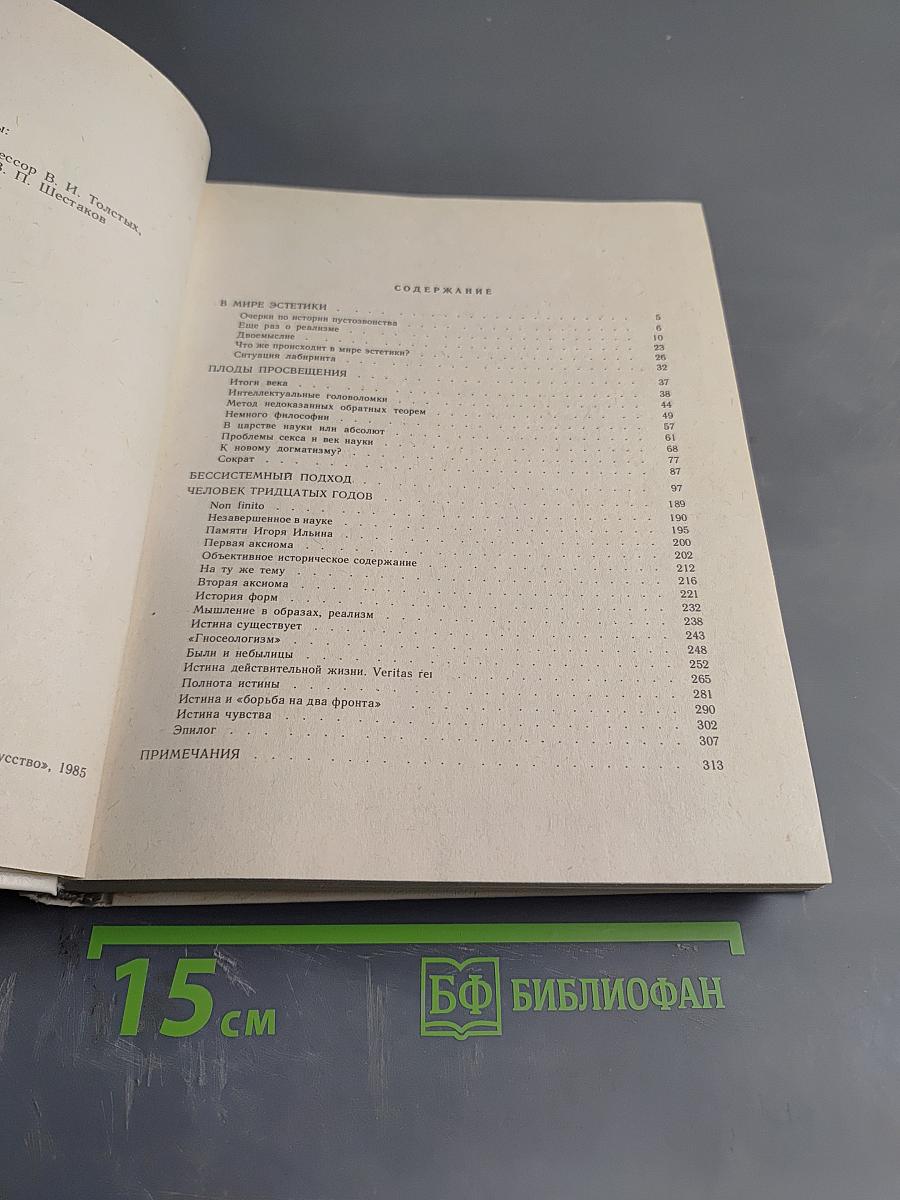 ессор В. И. Толстых,
В. П. Шестаков
усство», 1985
СОДЕРЖАНИЕ
В МИРЕ ЭСТЕТИКИ 5
Очерки по истории пустозвонства 6
Еще раз о реализме 10
Двоемыслие 23
Что же происходит в мире эстетики? 26
Ситуация лабиринта 32
ПЛОДЫ ПРОСВЕЩЕНИЯ 37
Итоги века 38
Интеллектуальные головоломки 44
Метод недоказанных обратных теорем 49
Немного философии 57
В царстве науки или абсолют 61
Проблемы секса и век науки 68
К новому догматизму? 77
Сократ 87
БЕССИСТЕМНЫЙ ПОДХОД 97
ЧЕЛОВЕК ТРИДЦАТЫХ ГОДОВ 189
Non finito 190
Незавершенное в науке 195
Памяти Игоря Ильина 200
Первая аксиома 202
Объективное историческое содержание 212
На ту же тему 216
Вторая аксиома 221
История форм 232
Мышление в образах, реализм 238
Истина существует 243
«Гносеологизм» 248
Были и небылицы 252
Истина действительной жизни. Veritas rei 265
Полнота истины 281
Истина и «борьба на два фронта» 290
Истина чувства 302
Эпилог 307
ПРИМЕЧАНИЯ 313
15 см
БФ БИБЛИОФАН